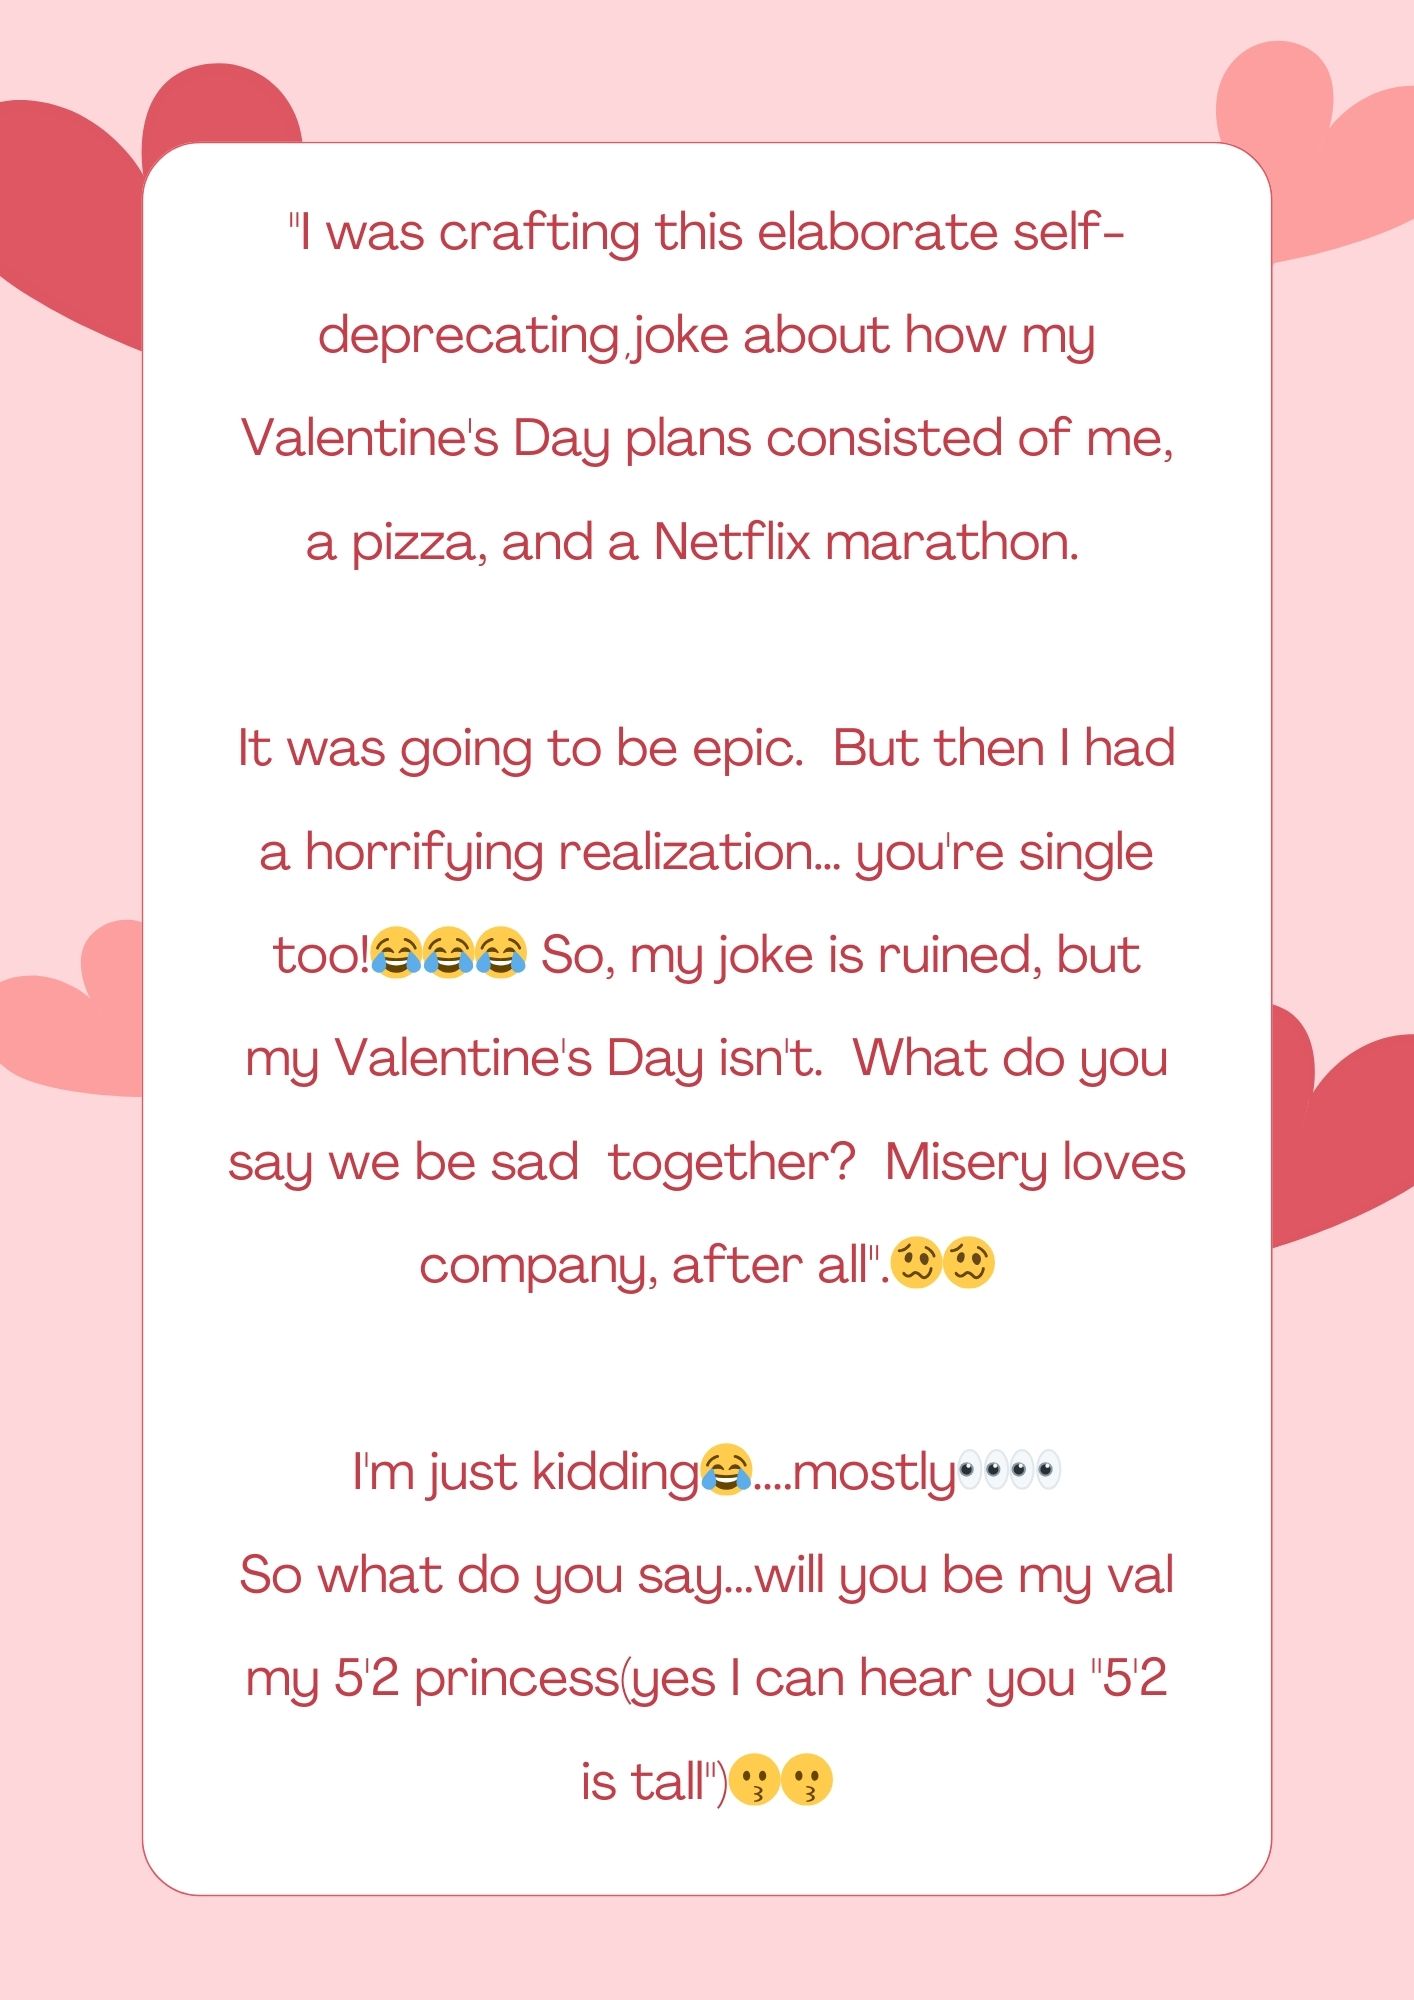 "I was crafting this elaborate self-
deprecating ,joke about how my
Valentine's Day plans consisted of me,
a pizza, and a Netflix marathon.
It was going to be epic.  But then I had
a horrifying realization... you're single
too!😂😂😂 So, my joke is ruined, but
my Valentine's Day isn't.  What do you
say we be sad  together?  Misery loves
company, after all".🥴🥴
I'm just kidding😂....mostly👀👀
So what do you say...will you be my val
my 5'2 princess(yes I can hear you "5'2
is tall")😗😗